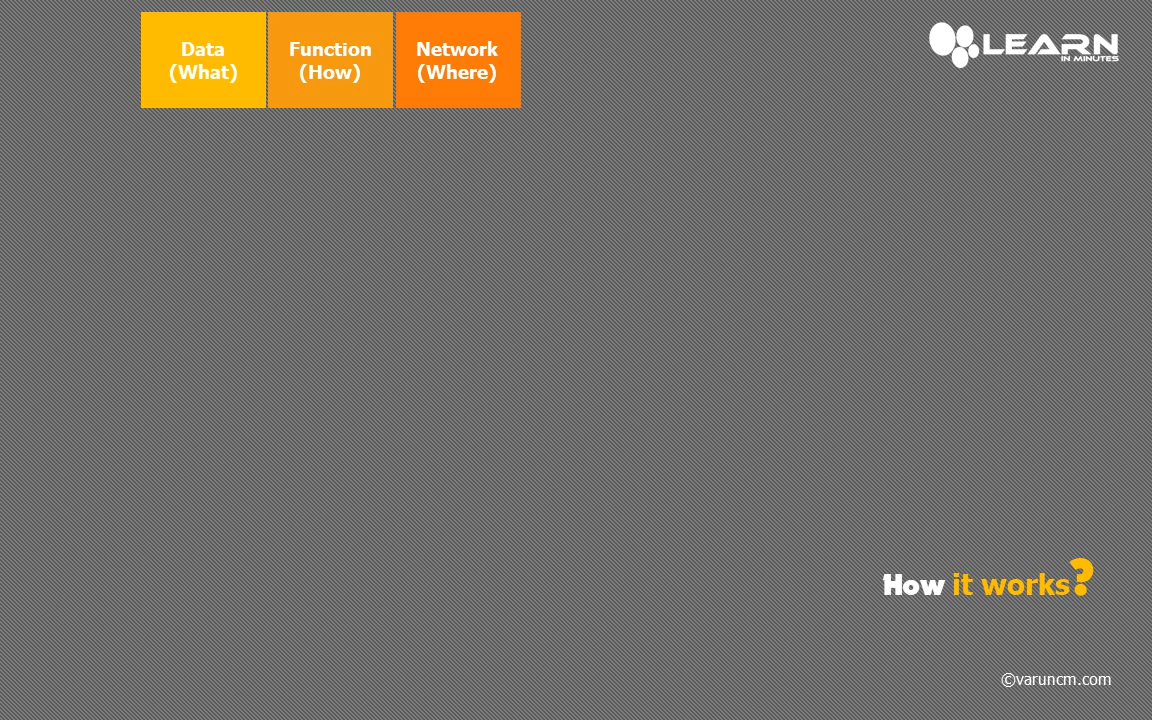 Data
(What)
Function
(How)
Network
(Where)
LEARN
IN MINUTES
How it works?
©varuncm.com